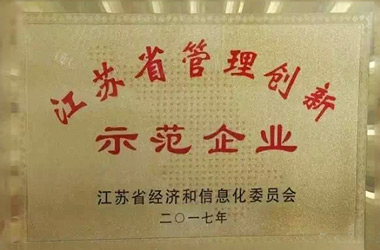 江苏省管理创新
示范企业
江苏省经济和信息化委员会
二〇一七年